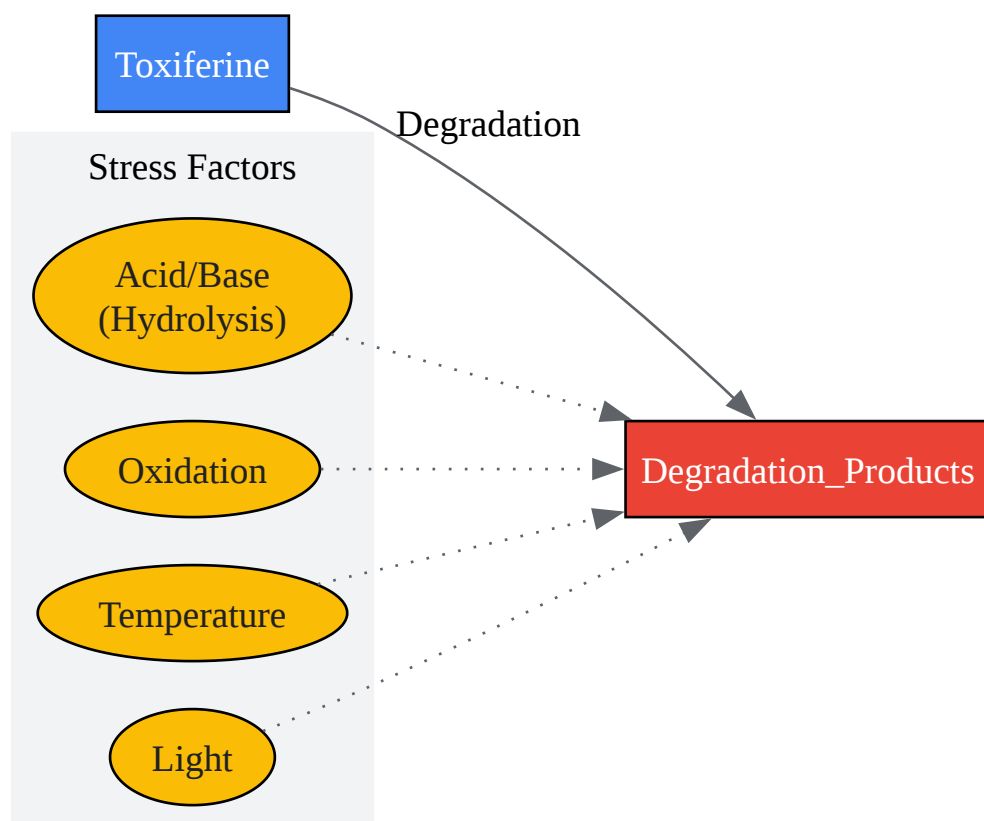 Toxiferine
Degradation
Stress Factors
Acid/Base
(Hydrolysis)
Oxidation
Degradation_Products
Temperature
Light